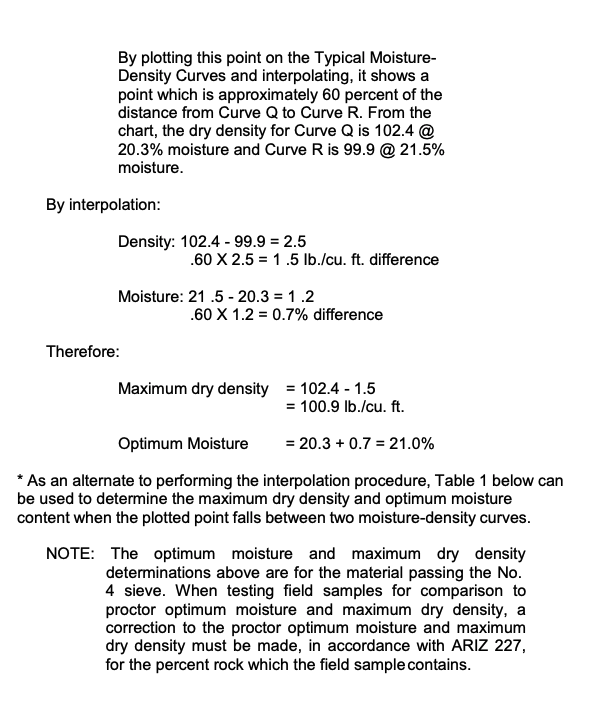 By plotting this point on the Typical Moisture-
Density Curves and interpolating, it shows a
point which is approximately 60 percent of the
distance from Curve Q to Curve R. From the
chart, the dry density for Curve Q is 102.4 @
20.3% moisture and Curve R is 99.9 @ 21.5%
moisture.
By interpolation:
Density: 102.4 - 99.9 = 2.5
.60 X 2.5 = 1 .5 lb./cu. ft. difference
Moisture: 21 .5 - 20.3 = 1 .2
.60 X 1.2 = 0.7% difference
Therefore:
Maximum dry density = 102.4 - 1.5
= 100.9 lb./cu. ft.
Optimum Moisture = 20.3 + 0.7 = 21.0%
* As an alternate to performing the interpolation procedure, Table 1 below can
be used to determine the maximum dry density and optimum moisture
content when the plotted point falls between two moisture-density curves.
NOTE: The optimum moisture and maximum dry density
determinations above are for the material passing the No.
4 sieve. When testing field samples for comparison to
proctor optimum moisture and maximum dry density, a
correction to the proctor optimum moisture and maximum
dry density must be made, in accordance with ARIZ 227,
for the percent rock which the field sample contains.